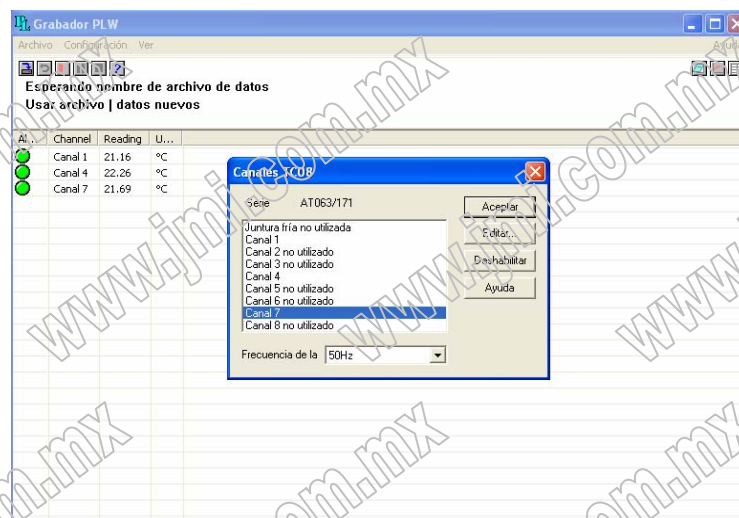 Grabador PLW
Archivo Configuración Ver Ayuda
Esperando nombre de archivo de datos
Usar archivo | datos nuevos
Al... Channel Reading U...
Canal 1 21.16 °C
Canal 4 22.26 °C
Canal 7 21.69 °C
Canales TC08
Serie AT063/171
Juntura fría no utilizada
Canal 1
Canal 2 no utilizado
Canal 3 no utilizado
Canal 4
Canal 5 no utilizado
Canal 6 no utilizado
Canal 7
Canal 8 no utilizado
Aceptar
Editar...
Deshabilitar
Ayuda
Frecuencia de la 50Hz
www.jmi.com.mx